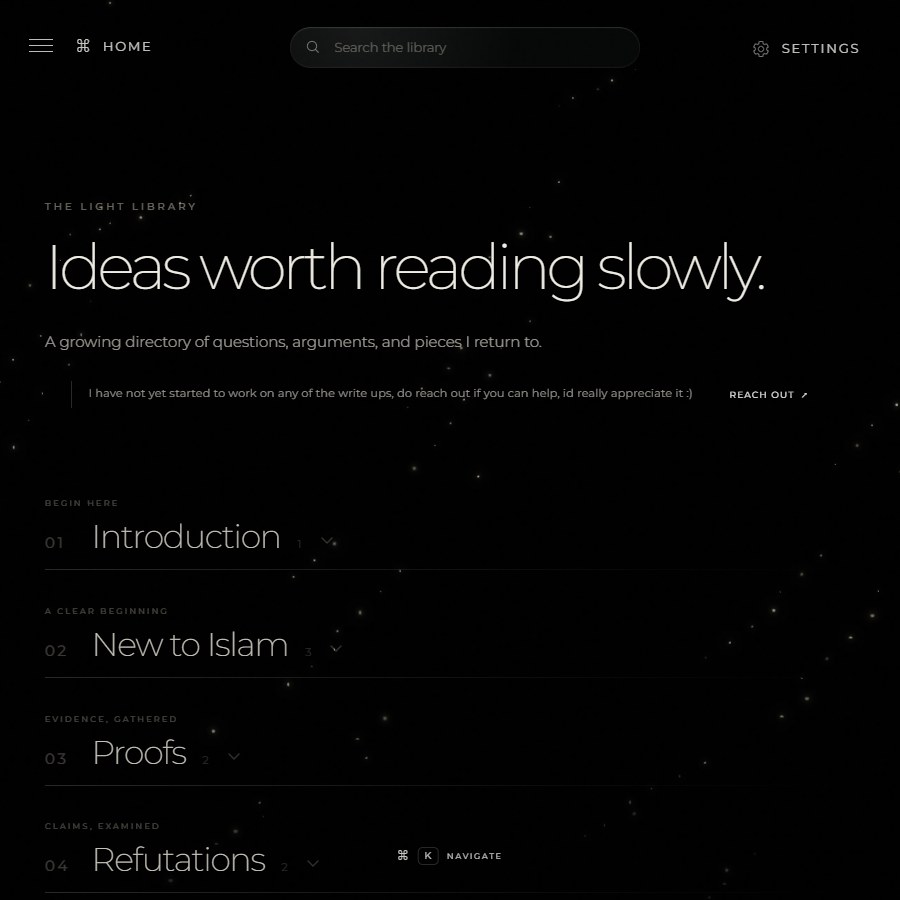 ⌘ HOME
Search the library
SETTINGS
THE LIGHT LIBRARY
Ideas worth reading slowly.
A growing directory of questions, arguments, and pieces I return to.
I have not yet started to work on any of the write ups, do reach out if you can help, id really appreciate it :)
REACH OUT ↗
BEGIN HERE
01 Introduction 1
A CLEAR BEGINNING
02 New to Islam 3
EVIDENCE, GATHERED
03 Proofs 2
CLAIMS, EXAMINED
04 Refutations 2
⌘ K NAVIGATE